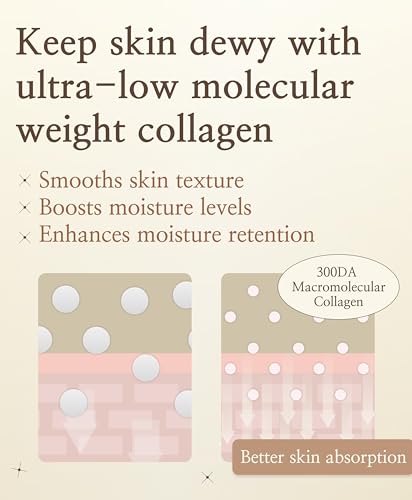 Keep skin dewy with
ultra-low molecular
weight collagen
Smooths skin texture
Boosts moisture levels
Enhances moisture retention
300DA
Macromolecular
Collagen
Better skin absorption